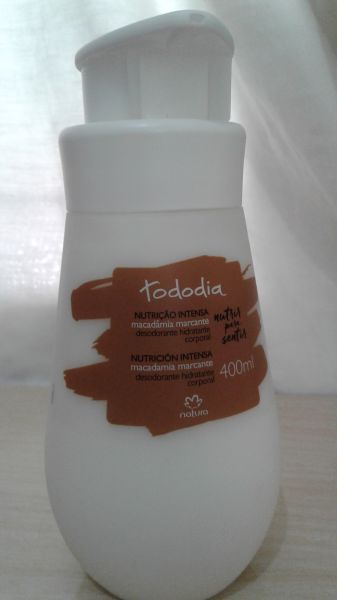 tododia
NUTRIÇÃO INTENSA
macadâmia marcante
desodorante hidratante
corporal
nutrir
para
sentir
NUTRICIÓN INTENSA
macadamia marcante
desodorante hidratante
corporal
400ml
natura